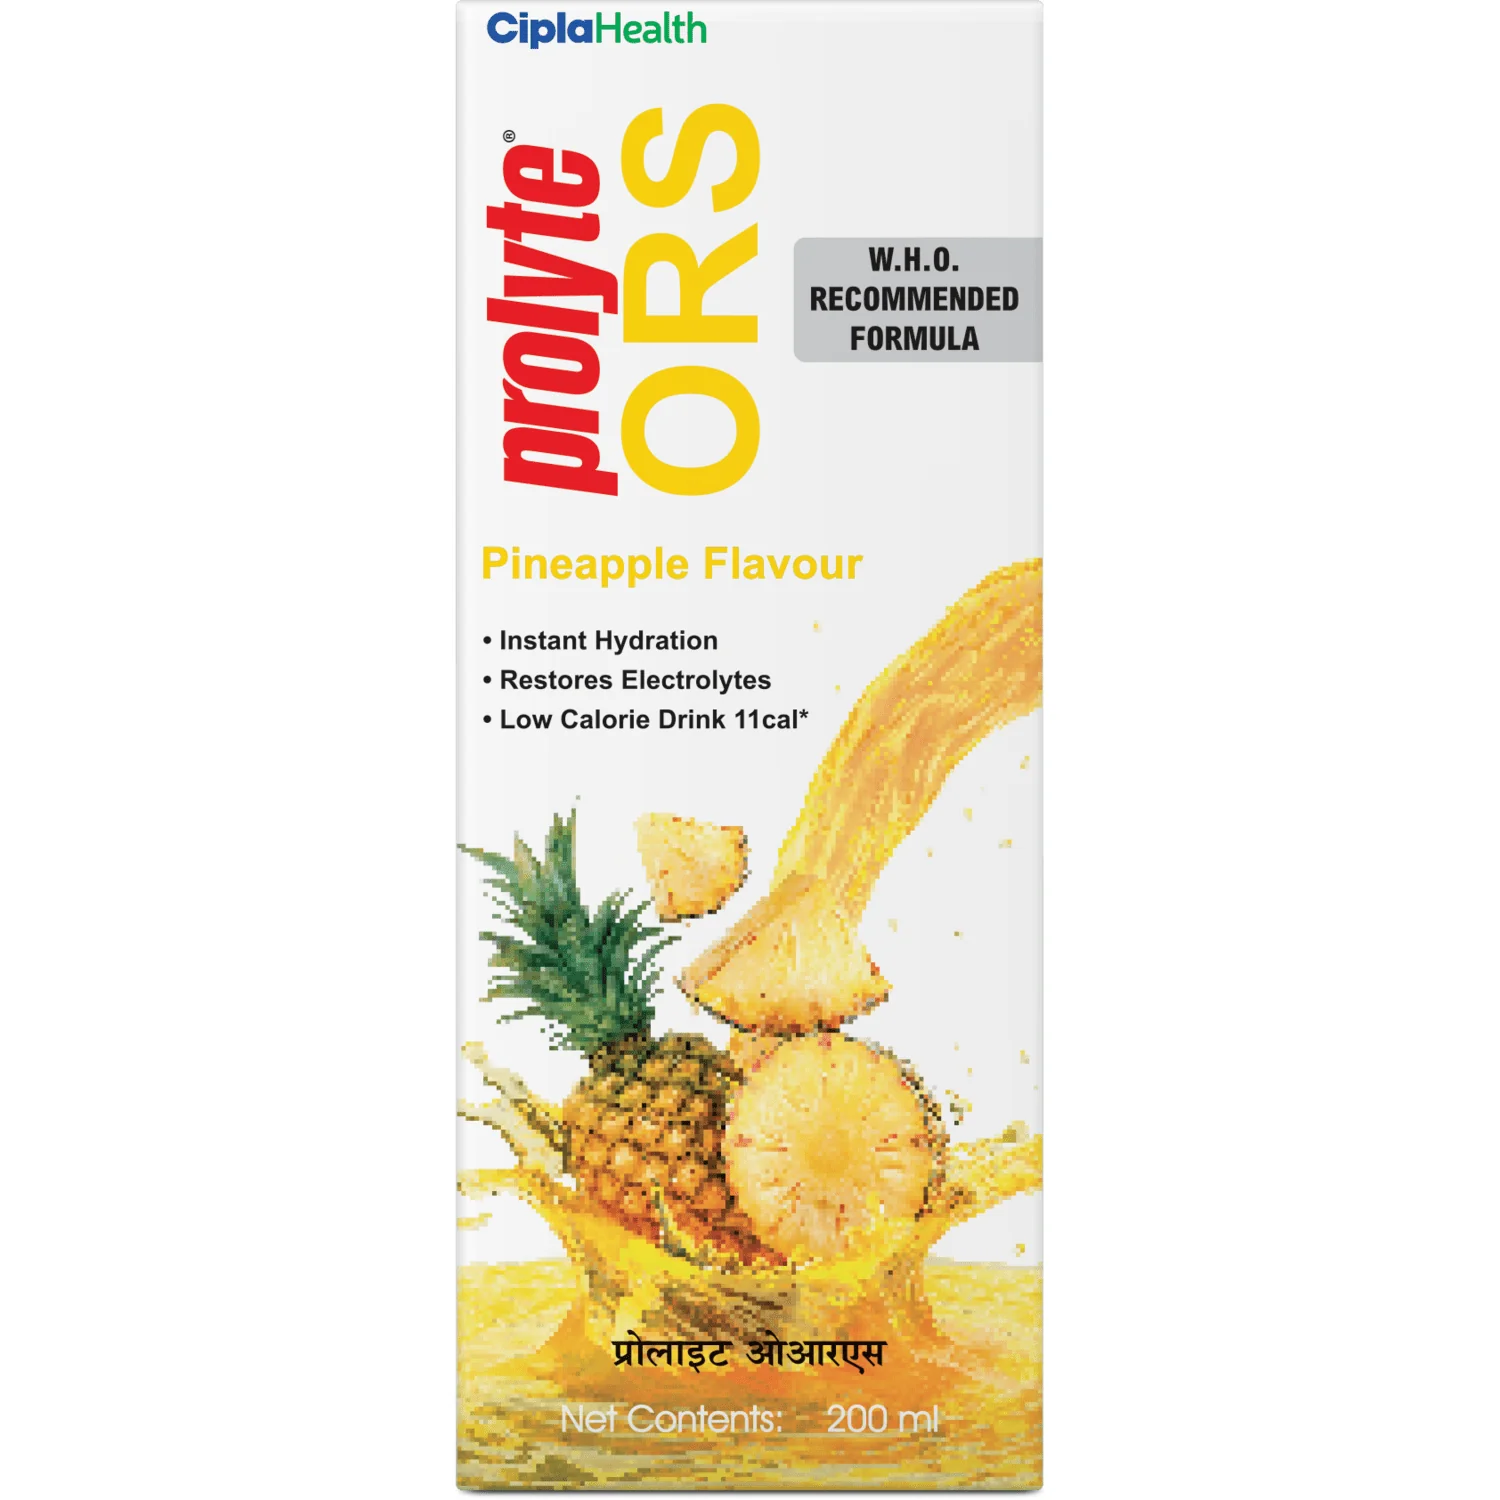 CiplaHealth
prolyte®
ORS
W.H.O.
RECOMMENDED
FORMULA
Pineapple Flavour
• Instant Hydration
• Restores Electrolytes
• Low Calorie Drink 11cal*
प्रोलाइट ओआरएस
Net Contents: 200 ml